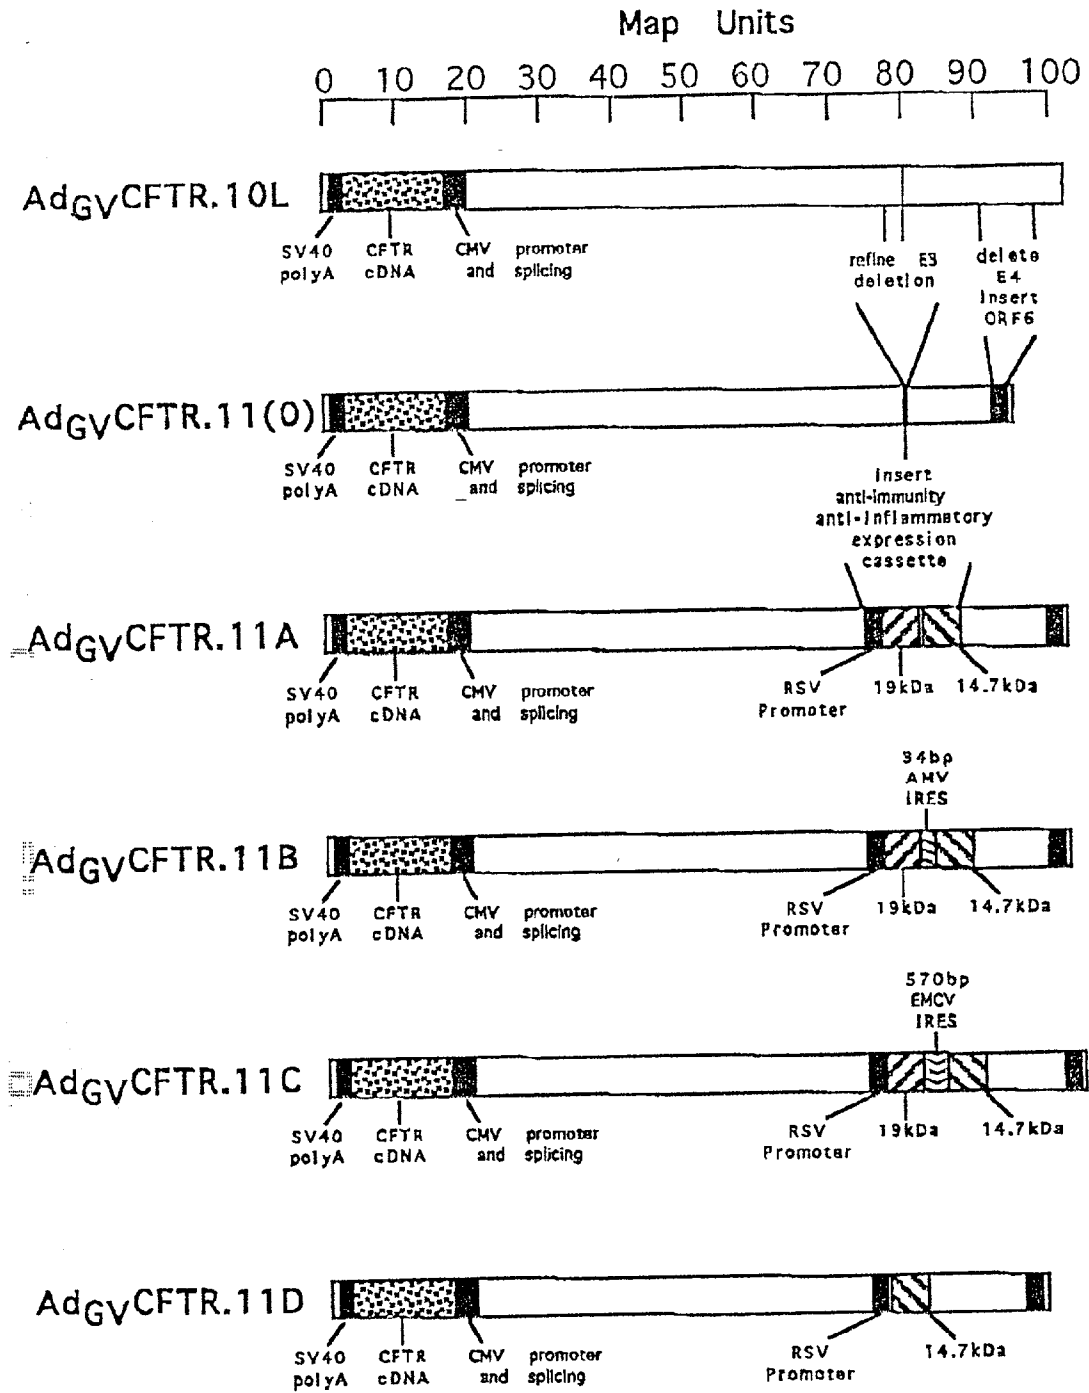 Map Units
0 10 20 30 40 50 60 70 80 90 100
AdGVCFTR.10L
SV40 polyA
CFTR cDNA
CMV promoter and splicing
refine E3 deletion
delete E4 insert ORF6
AdGVCFTR.11(0)
SV40 polyA
CFTR cDNA
CMV promoter and splicing
insert
anti-immunity
anti-inflammatory
expression
cassette
AdGVCFTR.11A
SV40 polyA
CFTR cDNA
CMV promoter and splicing
RSV Promoter
19kDa
14.7kDa
34bp
AMV
IRES
AdGVCFTR.11B
SV40 polyA
CFTR cDNA
CMV promoter and splicing
RSV Promoter
19kDa
14.7kDa
570bp
EMCV
IRES
AdGVCFTR.11C
SV40 polyA
CFTR cDNA
CMV promoter and splicing
RSV Promoter
19kDa
14.7kDa
AdGVCFTR.11D
SV40 polyA
CFTR cDNA
CMV promoter and splicing
RSV Promoter
14.7kDa